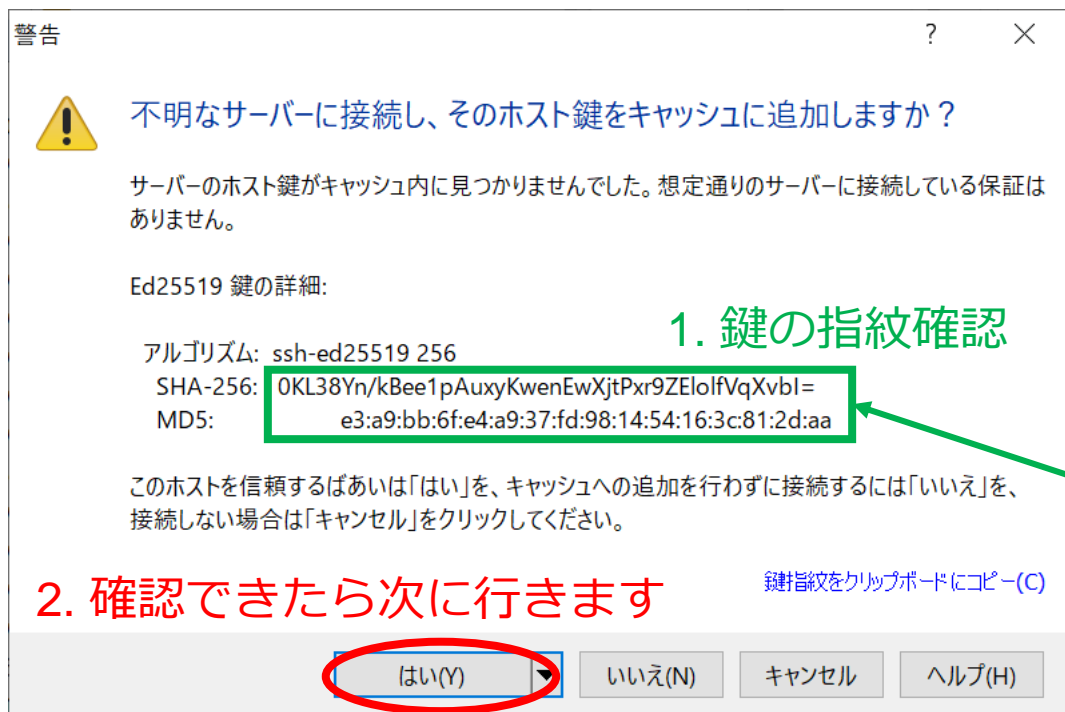 警告
不明なサーバーに接続し、そのホスト鍵をキャッシュに追加しますか？
サーバーのホスト鍵がキャッシュ内に見つかりませんでした。想定通りのサーバーに接続している保証は
ありません。
Ed25519 鍵の詳細:
1. 鍵の指紋確認
アルゴリズム: ssh-ed25519 256
SHA-256: 0KL38Yn/kBee1pAuxyKwenEwXjtPxr9ZElolfVqXvbI=
MD5: e3:a9:bb:6f:e4:a9:37:fd:98:14:54:16:3c:81:2d:aa
このホストを信頼するばあいは「はい」を、キャッシュへの追加を行わずに接続するには「いいえ」を、
接続しない場合は「キャンセル」をクリックしてください。
鍵指紋をクリップボードにコピー(C)
2. 確認できたら次に行きます
はい(Y) いいえ(N) キャンセル ヘルプ(H)